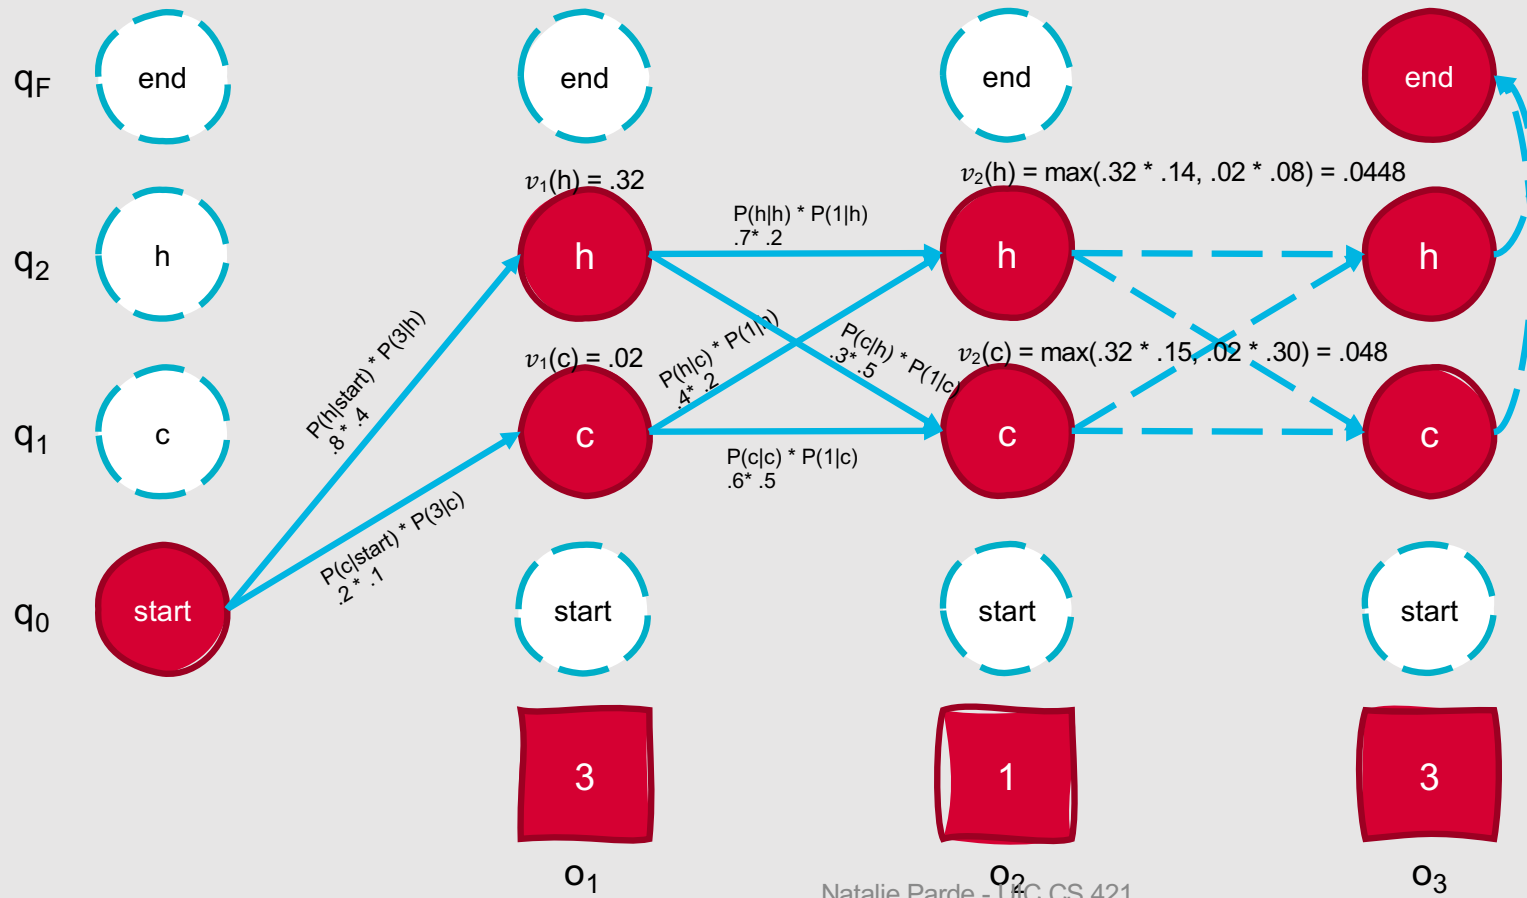 q_F end end end end
v₁(h) = .32
v₂(h) = max(.32 * .14, .02 * .08) = .0448
P(h|h) * P(1|h)
.7* .2
q₂ h h h h
P(h|start) * P(3|h)
.8* .4
P(h|c) * P(1|h)
.4* .2
P(c|h) * P(1|c)
.3* .5
v₁(c) = .02
v₂(c) = max(.32 * .15, .02 * .30) = .048
q₁ c c c c
P(c|c) * P(1|c)
.6* .5
P(c|start) * P(3|c)
.2* .1
q₀ start start start start
3 1 3
o₁ o₂ o₃
Natalie Parde - UIC CS 421